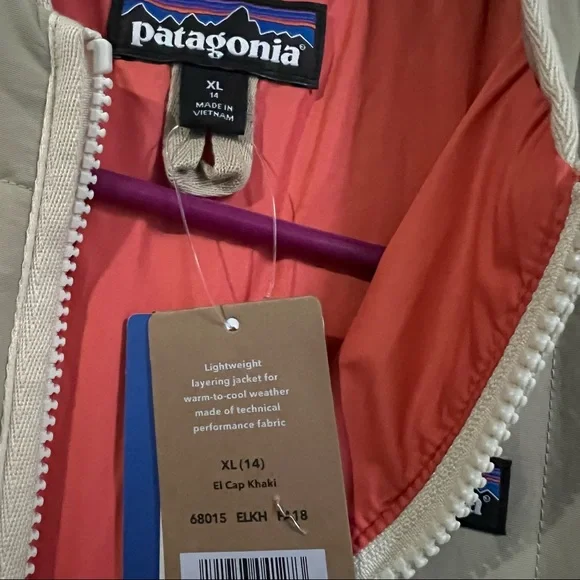 patagonia
XL
14
MADE IN
VIETNAM
Lightweight
layering jacket for
warm-to-cool weather
made of technical
performance fabric
XL (14)
El Cap Khaki
68015 ELKH FA18